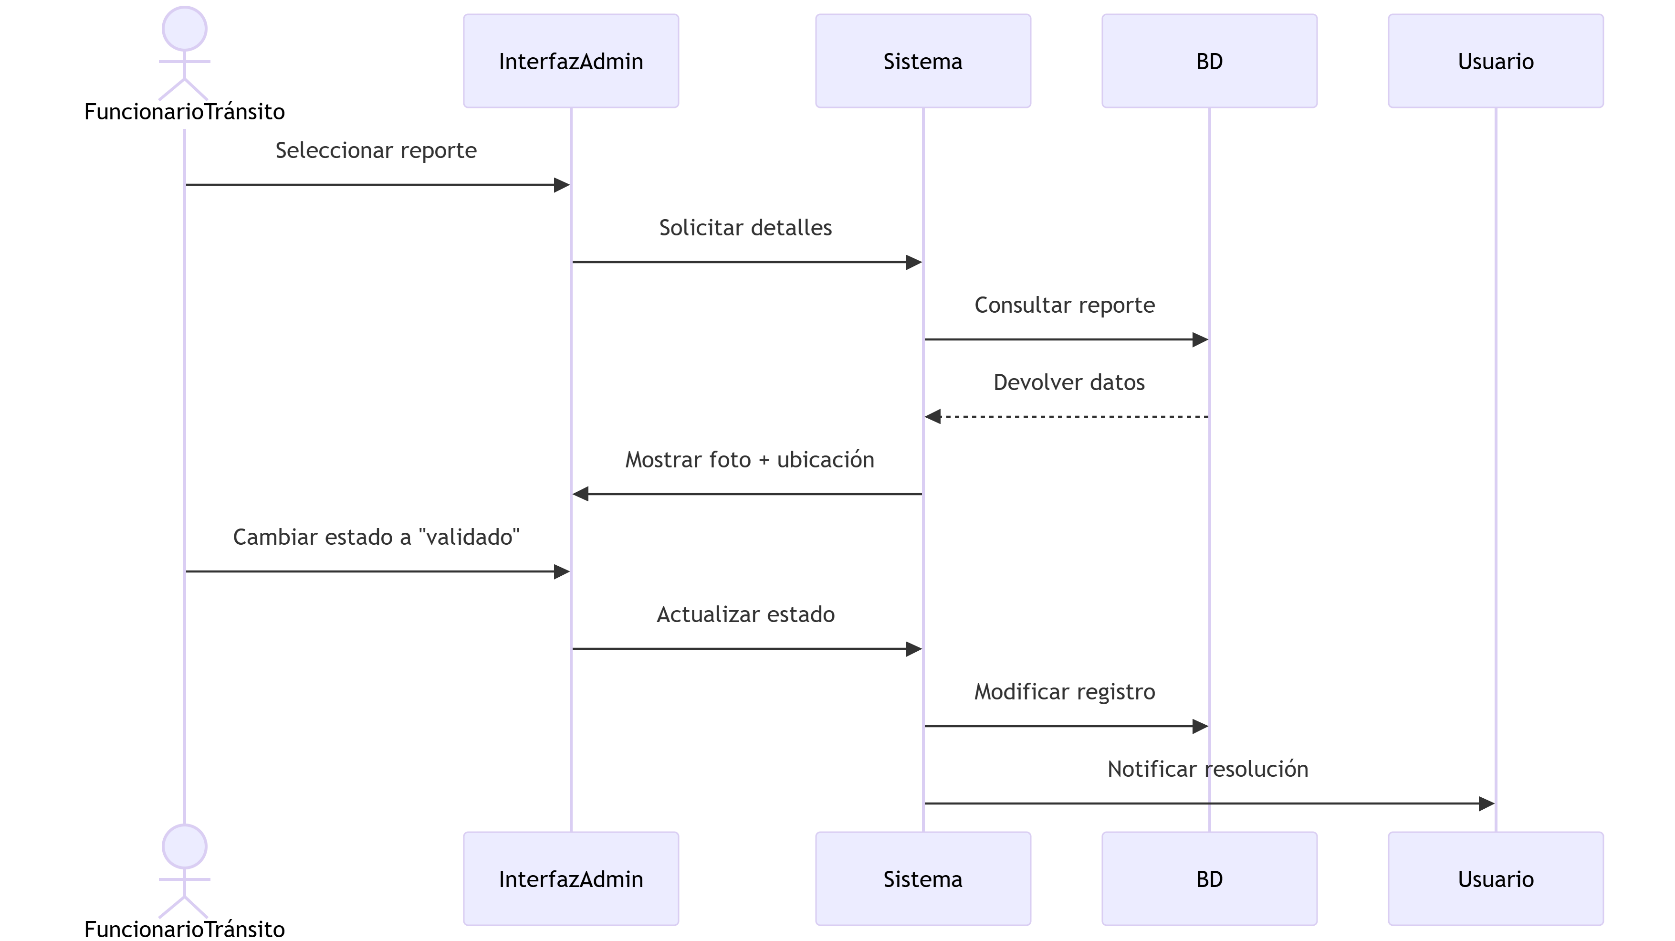 InterfazAdmin
Sistema
BD
Usuario
FuncionarioTránsito
Seleccionar reporte
Solicitar detalles
Consultar reporte
Devolver datos
Mostrar foto + ubicación
Cambiar estado a "validado"
Actualizar estado
Modificar registro
Notificar resolución
InterfazAdmin
Sistema
BD
Usuario
FuncionarioTránsito